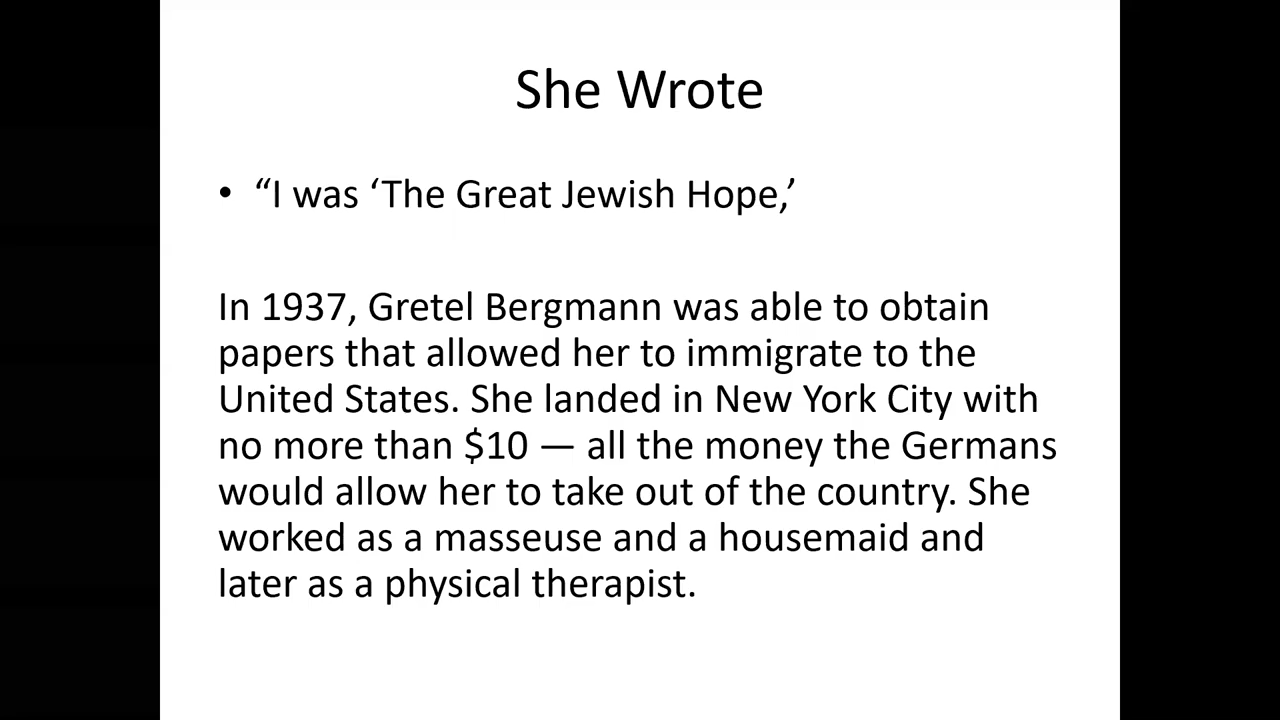 She Wrote
• “I was ‘The Great Jewish Hope,’
In 1937, Gretel Bergmann was able to obtain
papers that allowed her to immigrate to the
United States. She landed in New York City with
no more than $10 — all the money the Germans
would allow her to take out of the country. She
worked as a masseuse and a housemaid and
later as a physical therapist.